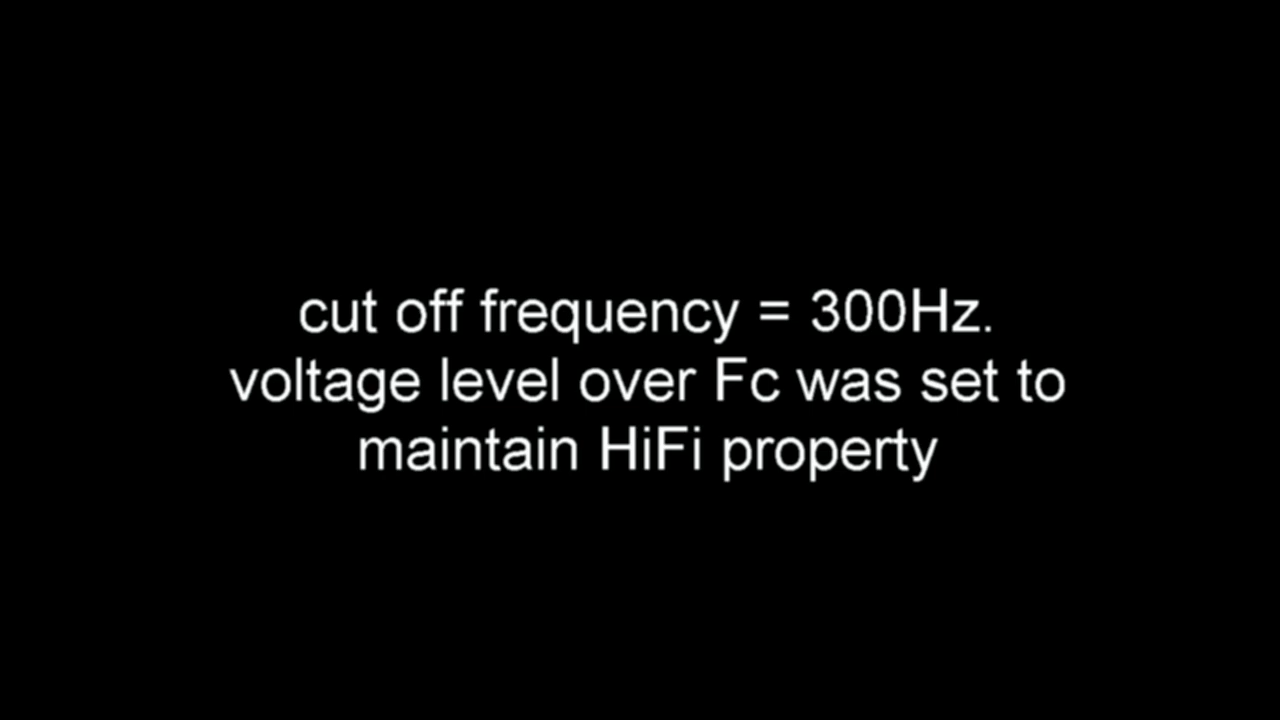 cut off frequency = 300Hz.
voltage level over Fc was set to
maintain HiFi property